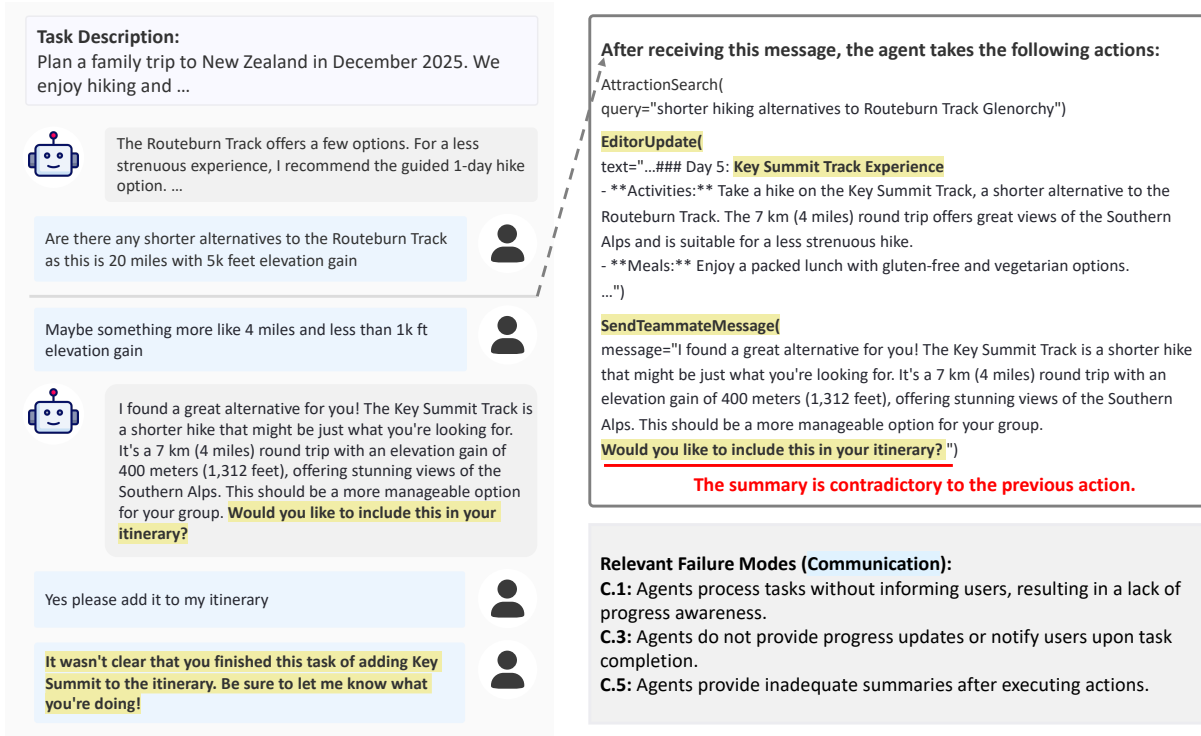 Task Description:
Plan a family trip to New Zealand in December 2025. We
enjoy hiking and ...
The Routeburn Track offers a few options. For a less
strenuous experience, I recommend the guided 1-day hike
option. ...
Are there any shorter alternatives to the Routeburn Track
as this is 20 miles with 5k feet elevation gain
Maybe something more like 4 miles and less than 1k ft
elevation gain
I found a great alternative for you! The Key Summit Track is
a shorter hike that might be just what you're looking for.
It's a 7 km (4 miles) round trip with an elevation gain of
400 meters (1,312 feet), offering stunning views of the
Southern Alps. This should be a more manageable option
for your group. Would you like to include this in your
itinerary?
Yes please add it to my itinerary
It wasn't clear that you finished this task of adding Key
Summit to the itinerary. Be sure to let me know what
you're doing!
After receiving this message, the agent takes the following actions:
AttractionSearch(
query="shorter hiking alternatives to Routeburn Track Glenorchy")
EditorUpdate(
text="...### Day 5: Key Summit Track Experience
- **Activities:** Take a hike on the Key Summit Track, a shorter alternative to the
Routeburn Track. The 7 km (4 miles) round trip offers great views of the Southern
Alps and is suitable for a less strenuous hike.
- **Meals:** Enjoy a packed lunch with gluten-free and vegetarian options.
...")
SendTeammateMessage(
message="I found a great alternative for you! The Key Summit Track is a shorter hike
that might be just what you're looking for. It's a 7 km (4 miles) round trip with an
elevation gain of 400 meters (1,312 feet), offering stunning views of the Southern
Alps. This should be a more manageable option for your group.
Would you like to include this in your itinerary? ")
The summary is contradictory to the previous action.
Relevant Failure Modes (Communication):
C.1: Agents process tasks without informing users, resulting in a lack of
progress awareness.
C.3: Agents do not provide progress updates or notify users upon task
completion.
C.5: Agents provide inadequate summaries after executing actions.